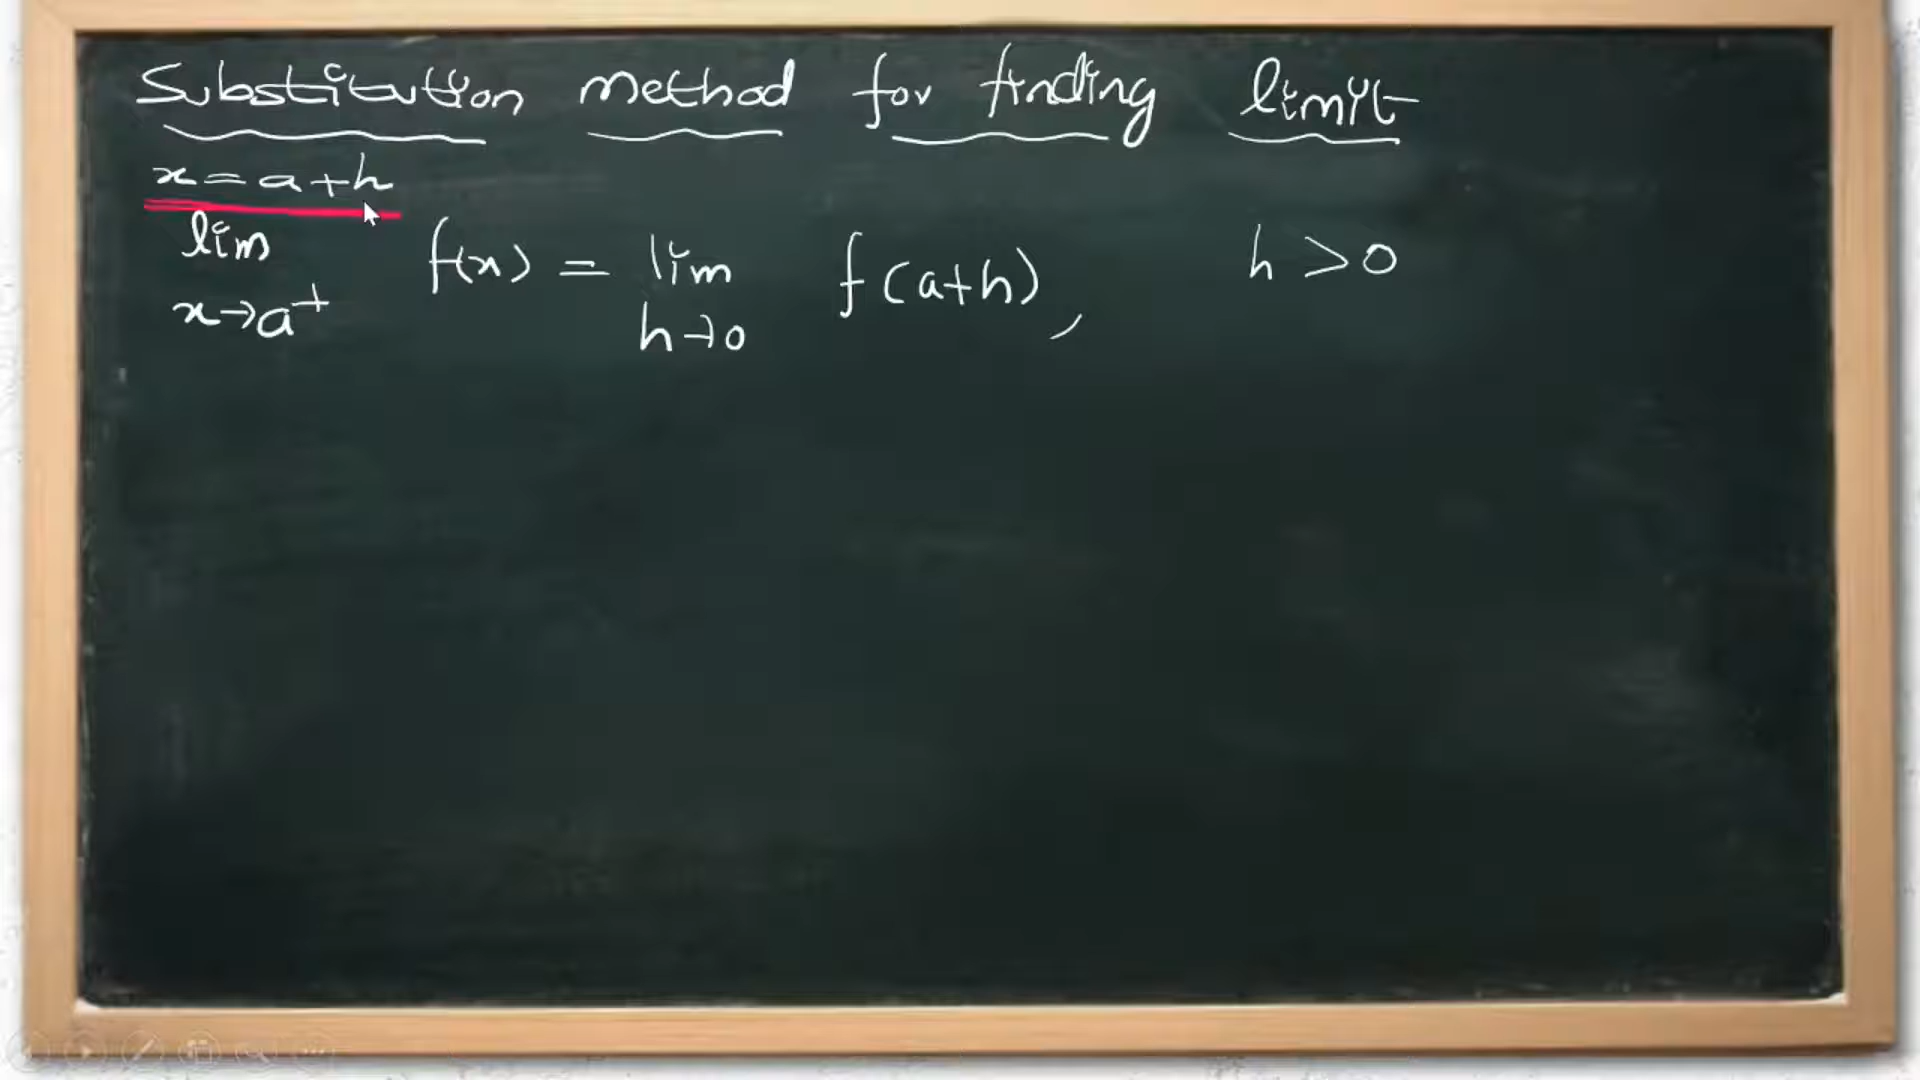 Substitution method for finding limit
x = a + h
lim x→a⁺ f(x) = lim h→0 f(a+h), h > 0